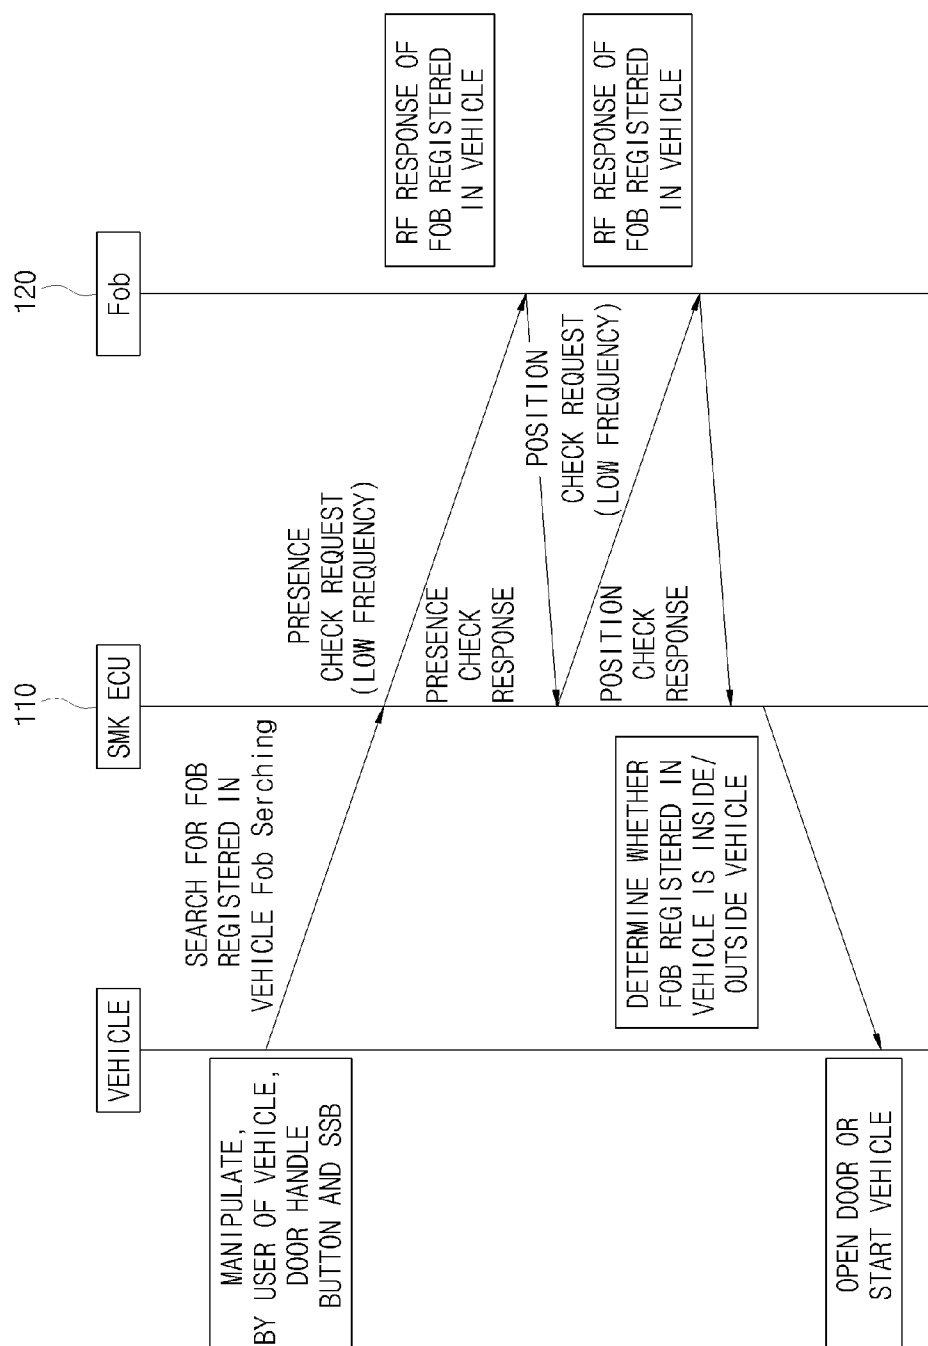 VEHICLE
110
SMK ECU
120
Fob
MANIPULATE,
BY USER OF VEHICLE,
DOOR HANDLE
BUTTON AND SSB
SEARCH FOR FOB
REGISTERED IN
VEHICLE Fob Serching
PRESENCE
CHECK REQUEST
(LOW FREQUENCY)
RF RESPONSE OF
FOB REGISTERED
IN VEHICLE
PRESENCE
CHECK
RESPONSE
POSITION
CHECK REQUEST
(LOW FREQUENCY)
RF RESPONSE OF
FOB REGISTERED
IN VEHICLE
POSITION
CHECK
RESPONSE
DETERMINE WHETHER
FOB REGISTERED IN
VEHICLE IS INSIDE/
OUTSIDE VEHICLE
OPEN DOOR OR
START VEHICLE